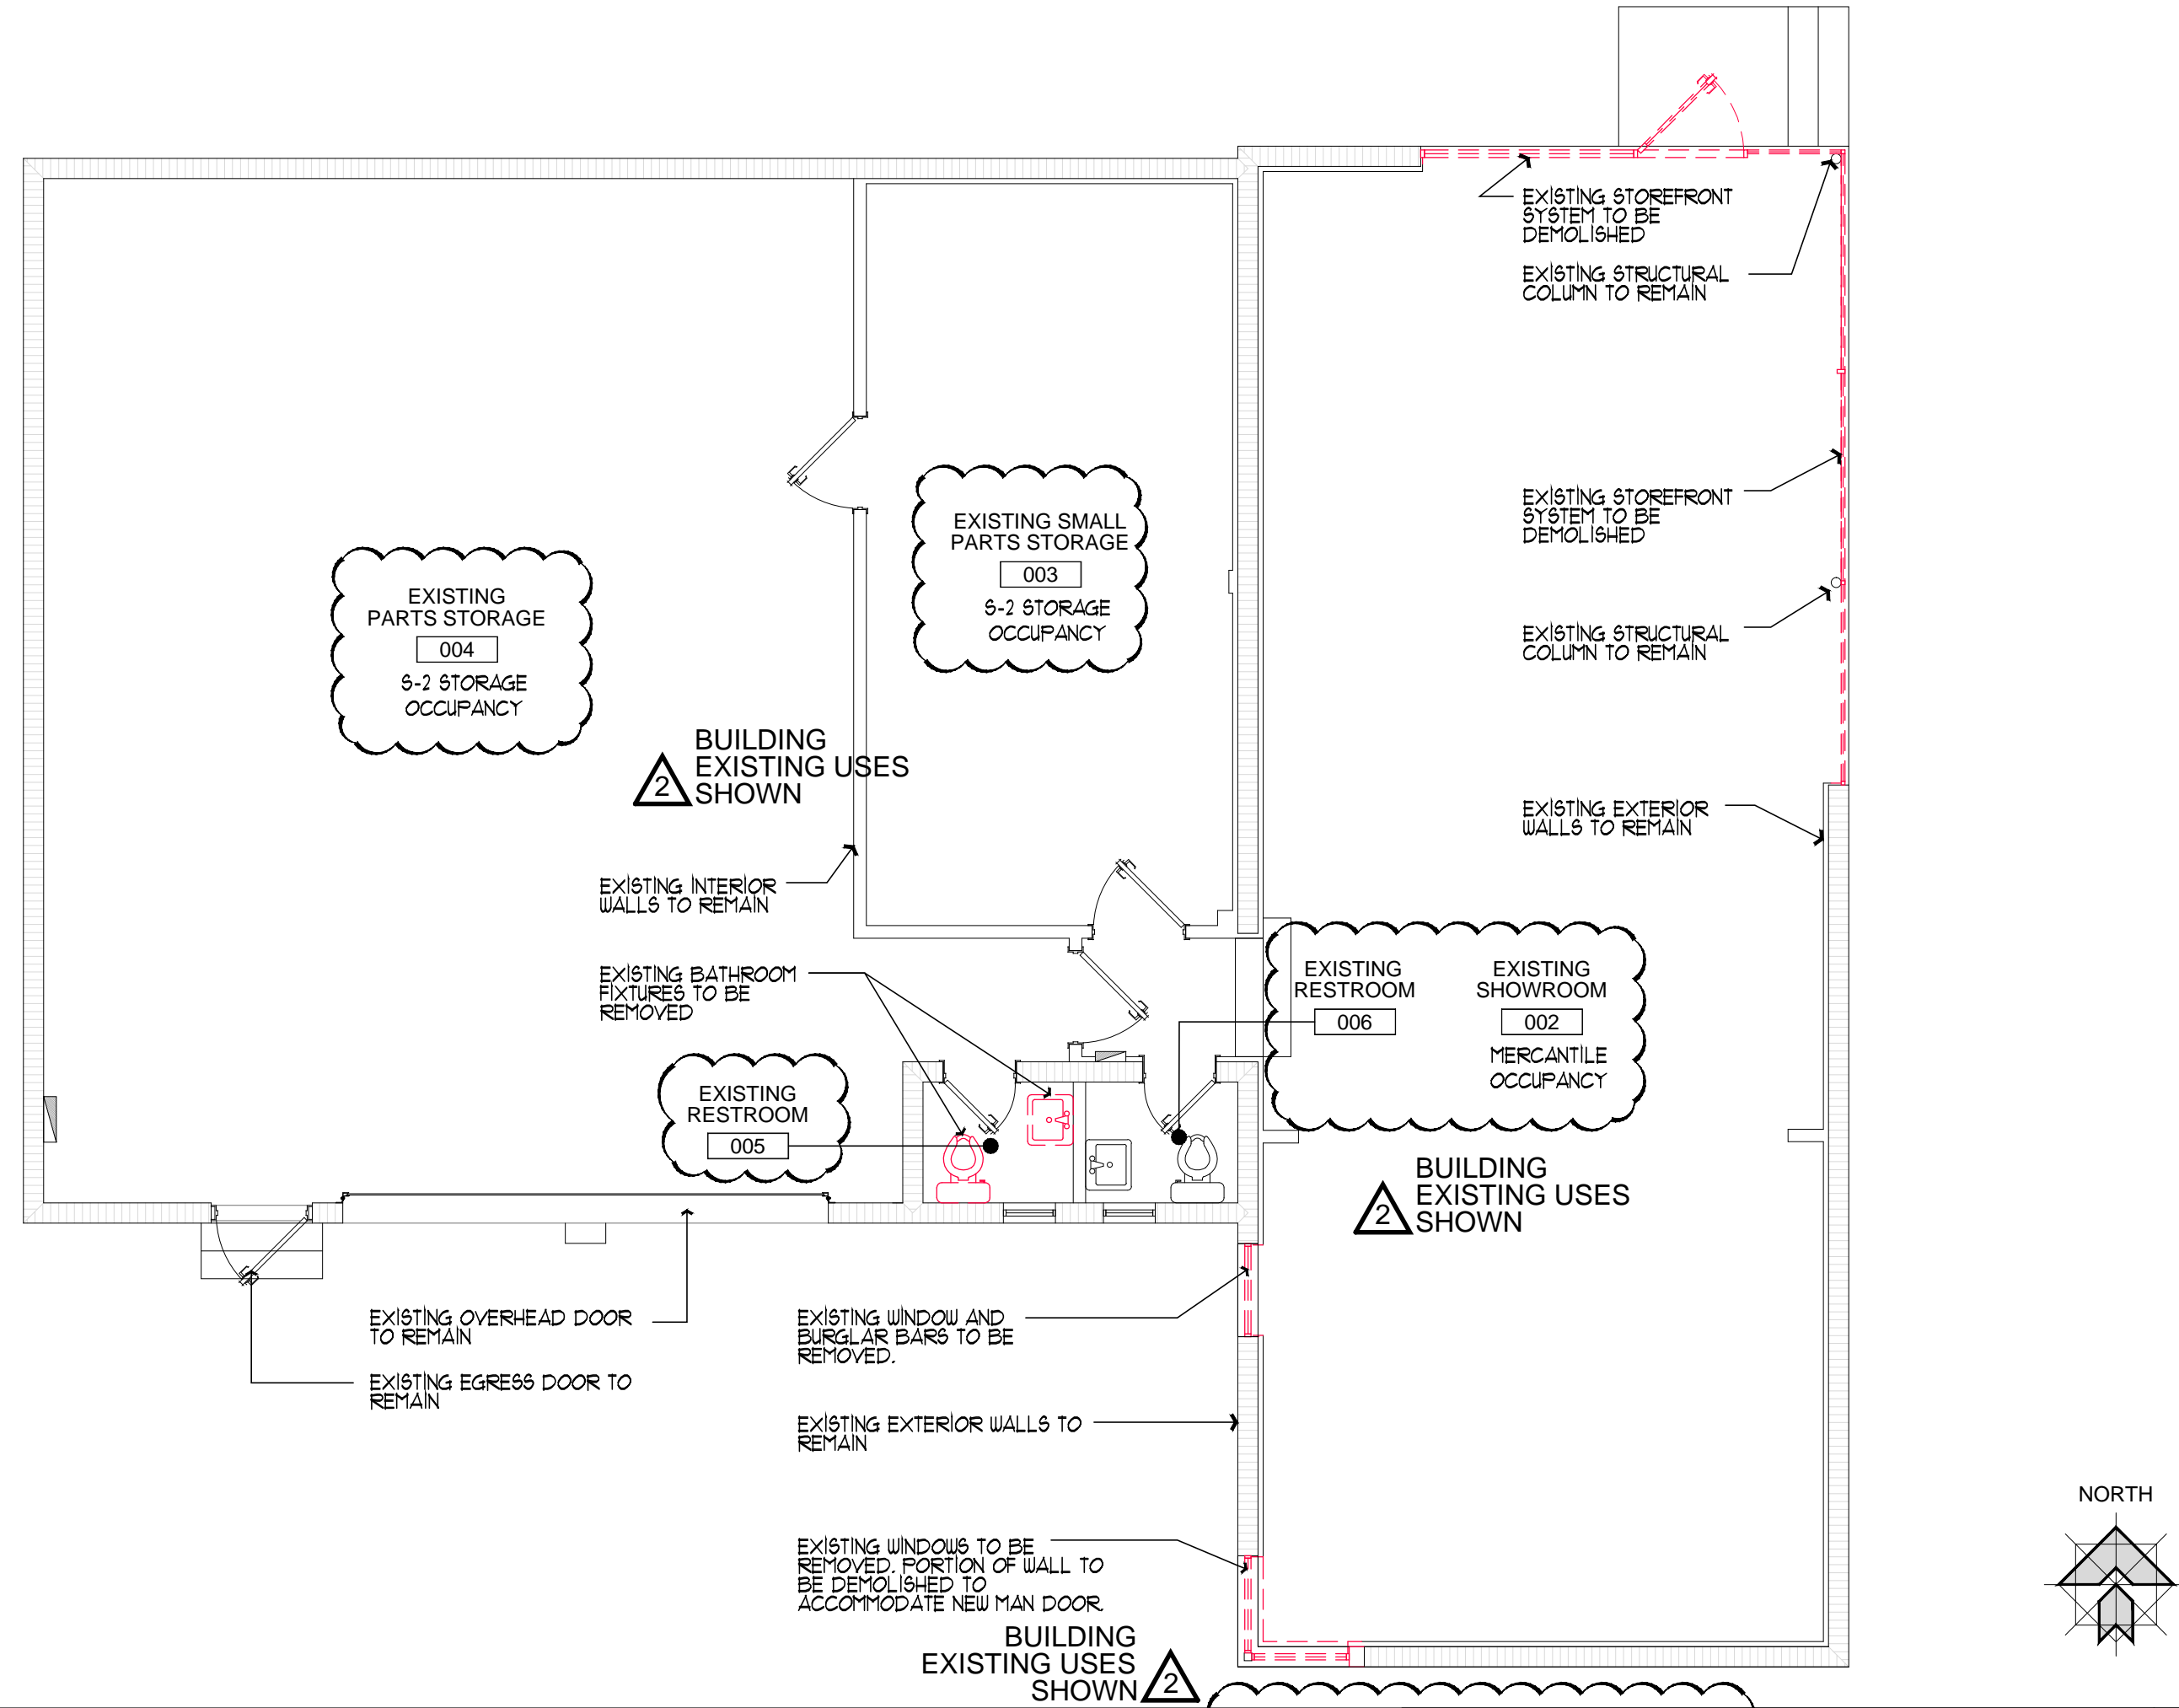 EXISTING STOREFRONT
SYSTEM TO BE
DEMOLISHED
EXISTING STRUCTURAL
COLUMN TO REMAIN
EXISTING STOREFRONT
SYSTEM TO BE
DEMOLISHED
EXISTING STRUCTURAL
COLUMN TO REMAIN
EXISTING EXTERIOR
WALLS TO REMAIN
EXISTING SMALL
PARTS STORAGE
003
S-2 STORAGE
OCCUPANCY
EXISTING
PARTS STORAGE
004
S-2 STORAGE
OCCUPANCY
BUILDING
EXISTING USES
SHOWN
2
EXISTING INTERIOR
WALLS TO REMAIN
EXISTING BATHROOM
FIXTURES TO BE
REMOVED
EXISTING
RESTROOM
005
EXISTING
RESTROOM
006
EXISTING
SHOWROOM
002
MERCANTILE
OCCUPANCY
BUILDING
EXISTING USES
SHOWN
2
EXISTING OVERHEAD DOOR
TO REMAIN
EXISTING EGRESS DOOR TO
REMAIN
EXISTING WINDOW AND
BURGLAR BARS TO BE
REMOVED.
EXISTING EXTERIOR WALLS TO
REMAIN
EXISTING WINDOWS TO BE
REMOVED. PORTION OF WALL TO
BE DEMOLISHED TO
ACCOMMODATE NEW MAN DOOR.
BUILDING
EXISTING USES
SHOWN
2
NORTH